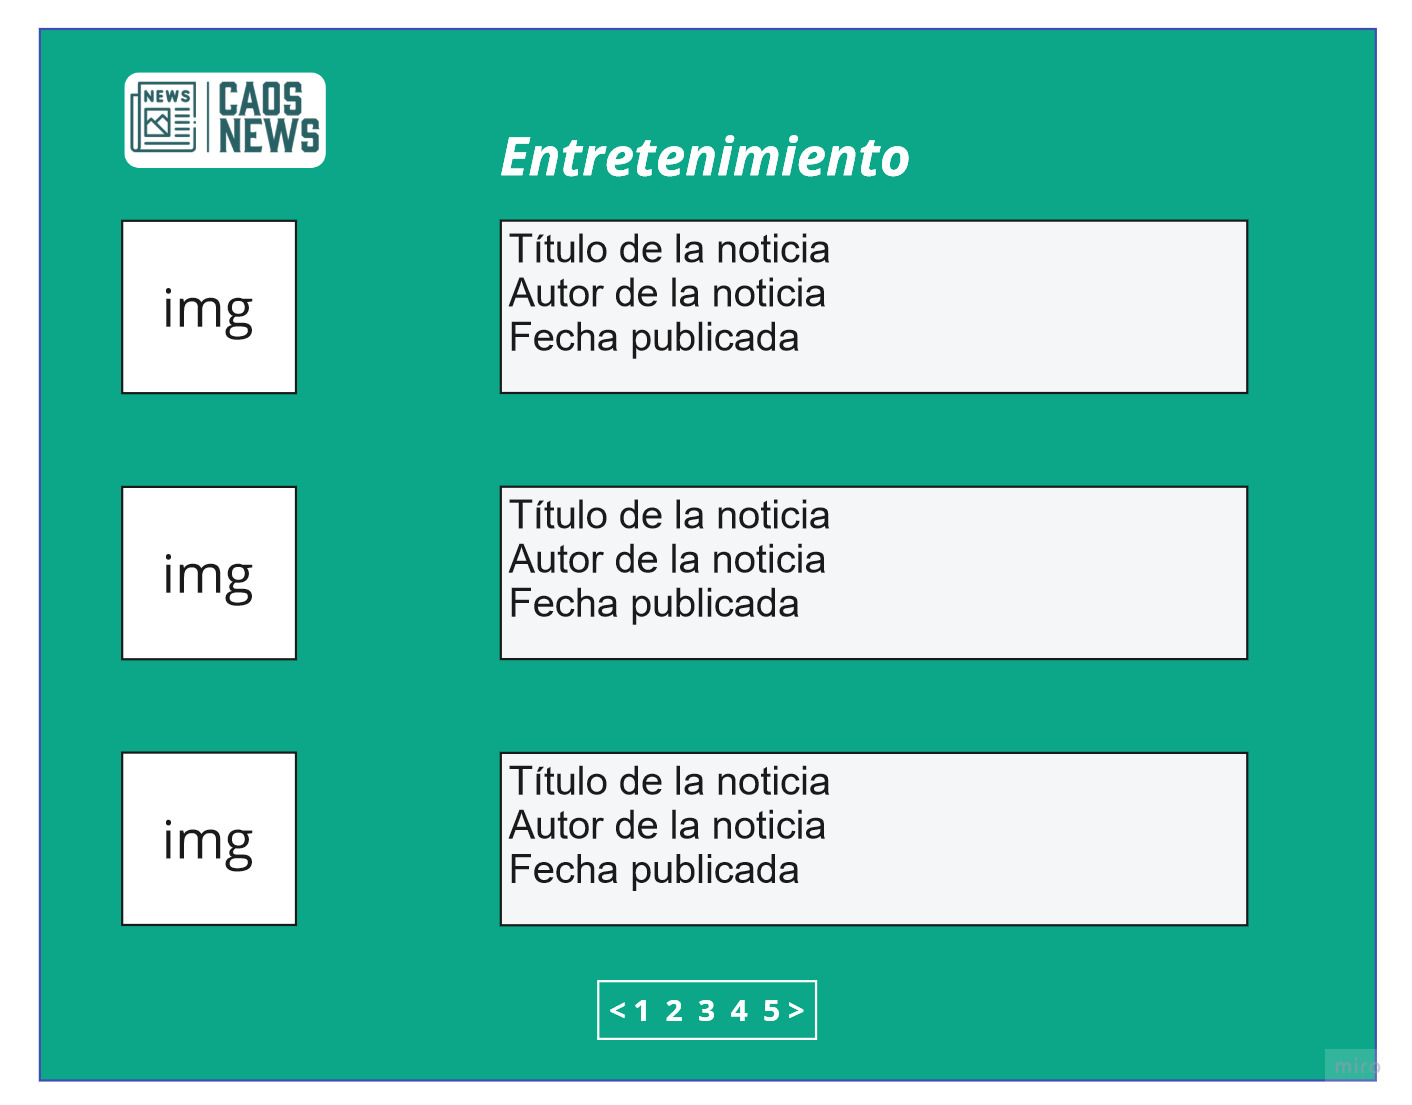 NEWS
CAOS
NEWS
Entretenimiento
img
Título de la noticia
Autor de la noticia
Fecha publicada
img
Título de la noticia
Autor de la noticia
Fecha publicada
img
Título de la noticia
Autor de la noticia
Fecha publicada
< 1 2 3 4 5 >
miro